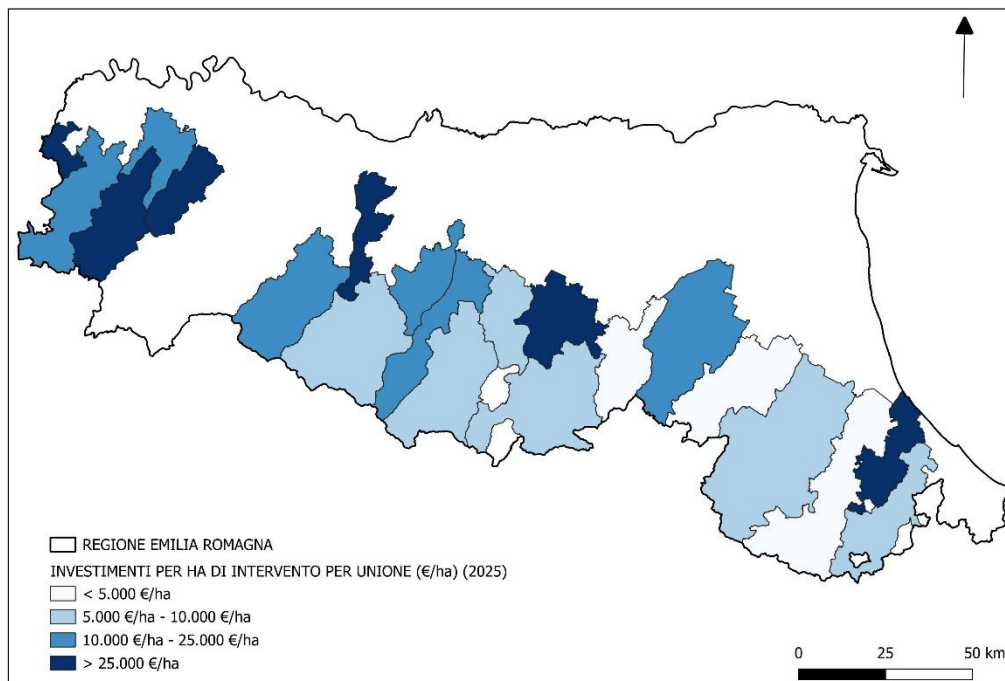 REGIONE EMILIA ROMAGNA
INVESTIMENTI PER HA DI INTERVENTO PER UNIONE (€/ha) (2025)
< 5.000 €/ha
5.000 €/ha - 10.000 €/ha
10.000 €/ha - 25.000 €/ha
> 25.000 €/ha
0 25 50 km